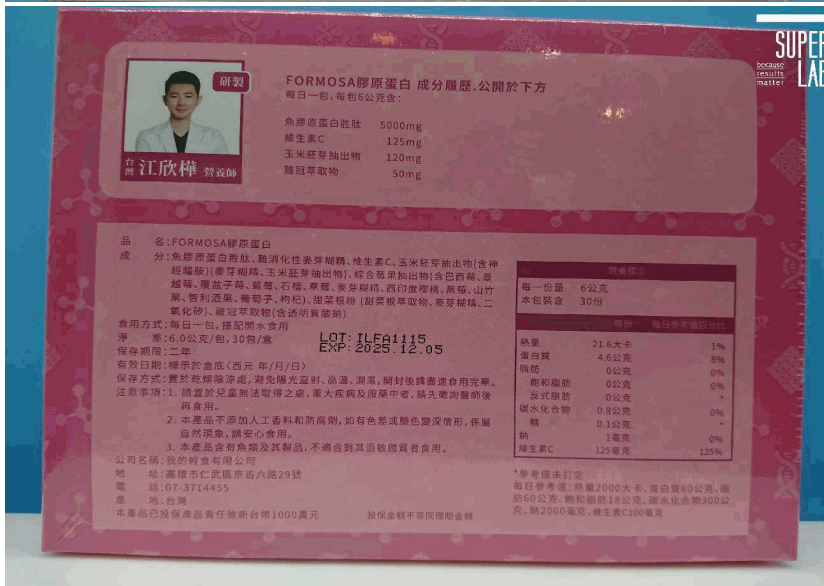 SUPER
because
results
matter
LAB
研製
台灣 江欣樺 營養師
FORMOSA膠原蛋白 成分履歷.公開於下方
每日一包,每包6公克含:
魚膠原蛋白胜肽 5000mg
維生素C 125mg
玉米胚芽抽出物 120mg
雞冠萃取物 50mg
品 名:FORMOSA膠原蛋白
成 分:魚膠原蛋白胜肽、難消化性麥芽糊精、維生素C、玉米胚芽抽出物(含神
經醯胺)(麥芽糊精、玉米胚芽抽出物)、綜合莓果抽出物(含巴西莓、蔓
越莓、覆盆子莓、藍莓、石榴、草莓、麥芽糊精、西印度櫻桃、黑莓、山竹
果、智利酒果、葡萄子、枸杞)、甜菜根粉 (甜菜根萃取物、麥芽糊精、二
氧化矽)、雞冠萃取物(含透明質酸鈉)
食用方式:每日一包,搭配開水食用
淨 重:6.0公克/包,30包/盒
LOT: ILFA1115
EXP: 2025.12.05
保存期限:二年
有效日期:標示於盒底(西元 年/月/日)
保存方式:置於乾燥陰涼處,避免陽光直射、高溫、潮濕,開封後請盡速食用完畢。
注意事項:1. 請置於兒童無法取得之處,重大疾病及服藥中者,請先徵詢醫師後
再食用。
2. 本產品不添加人工香料和防腐劑,如有色差或顏色變深情形,係屬
自然現象,請安心食用。
3. 本產品含有魚類及其製品,不適合對其過敏體質者食用。
公司名稱:我的輕食有限公司
地 址:高雄市仁武區京吉六路29號
電 話:07-3714455
產 地:台灣
本產品已投保產品責任險新台幣1000萬元 投保金額不等同理賠金額
營養標示
每一份量 6公克
本包裝含 30份
每份 每日參考值百分比
熱量 21.6大卡 1%
蛋白質 4.6公克 8%
脂肪 0公克 0%
飽和脂肪 0公克 0%
反式脂肪 0公克 *
碳水化合物 0.8公克 0%
糖 0.1公克 *
鈉 1毫克 0%
維生素C 125毫克 125%
*參考值未訂定
每日參考值:熱量2000大卡、蛋白質60公克、脂
肪60公克、飽和脂肪18公克、碳水化合物300公
克、鈉2000毫克、維生素C100毫克